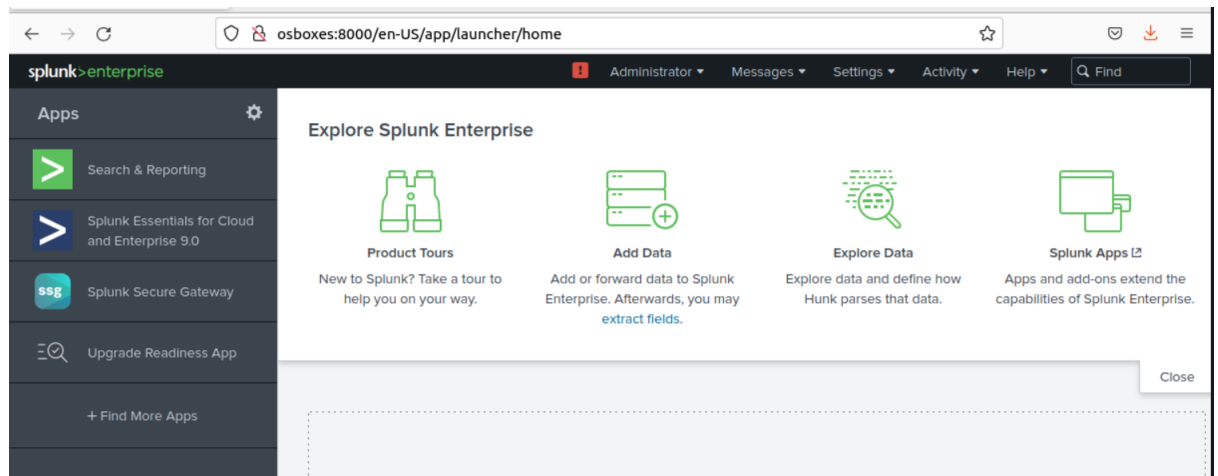 osboxes:8000/en-US/app/launcher/home
splunk>enterprise
! Administrator Messages Settings Activity Help Find
Apps
Search & Reporting
Splunk Essentials for Cloud
and Enterprise 9.0
ssg Splunk Secure Gateway
Upgrade Readiness App
+ Find More Apps
Explore Splunk Enterprise
Product Tours
New to Splunk? Take a tour to
help you on your way.
Add Data
Add or forward data to Splunk
Enterprise. Afterwards, you may
extract fields.
Explore Data
Explore data and define how
Hunk parses that data.
Splunk Apps
Apps and add-ons extend the
capabilities of Splunk Enterprise.
Close